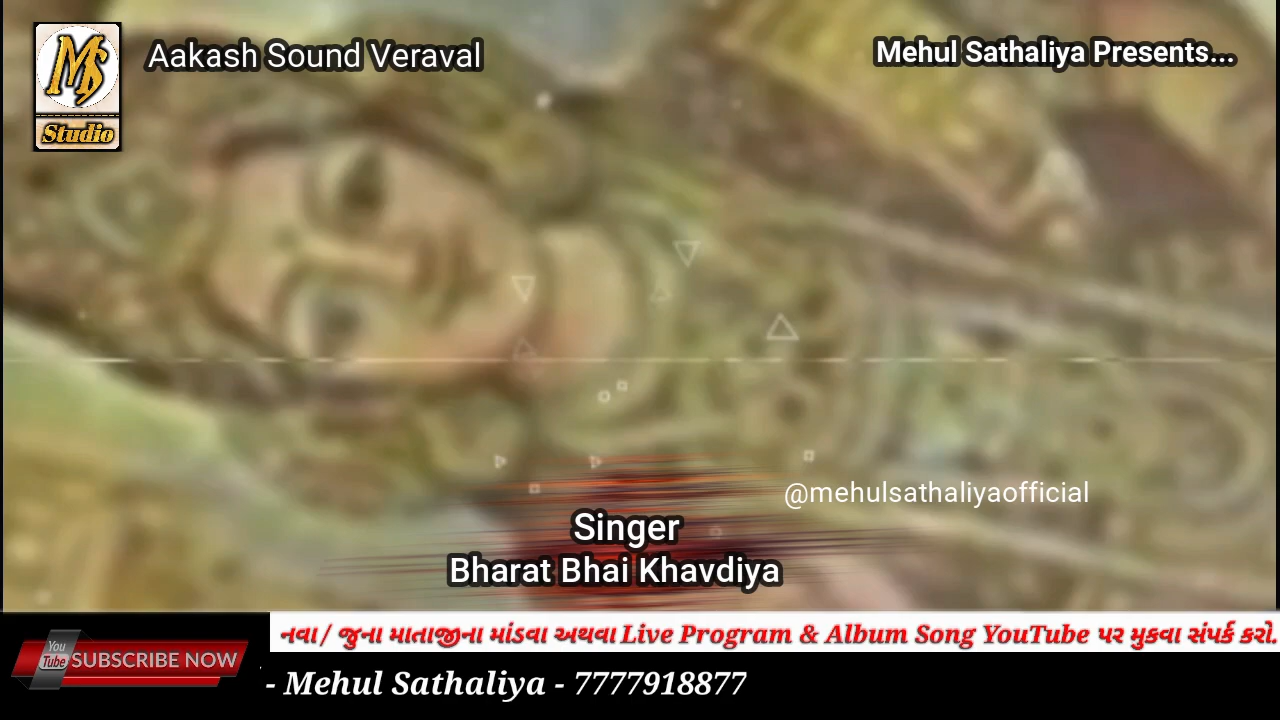 MS
Studio
Aakash Sound Veraval
Mehul Sathaliya Presents...
@mehulsathaliyaofficial
Singer
Bharat Bhai Khavdiya
નવા / જુના માતાજીના માંડવા અથવા Live Program & Album Song YouTube પર મુકવા સંપર્ક કરો.
You Tube SUBSCRIBE NOW
- Mehul Sathaliya - 7777918877